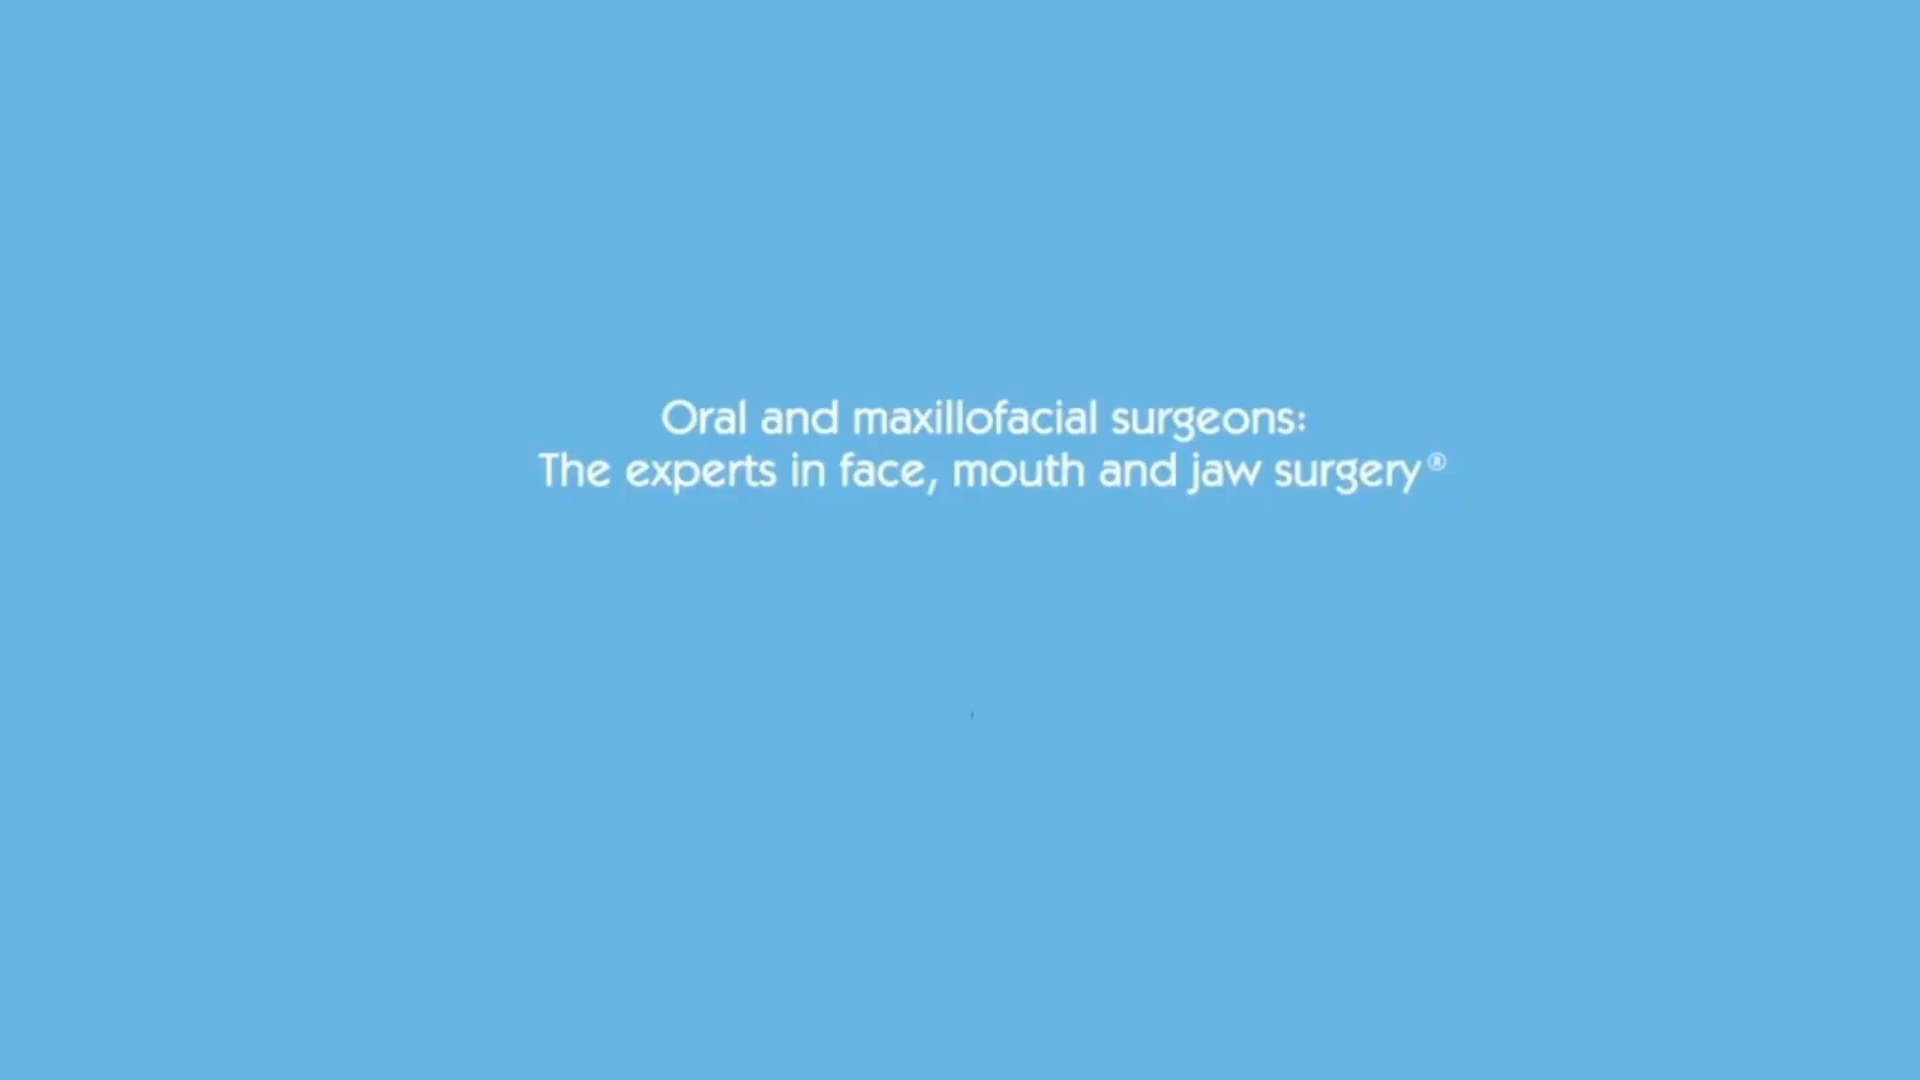 Oral and maxillofacial surgeons:
The experts in face, mouth and jaw surgery®